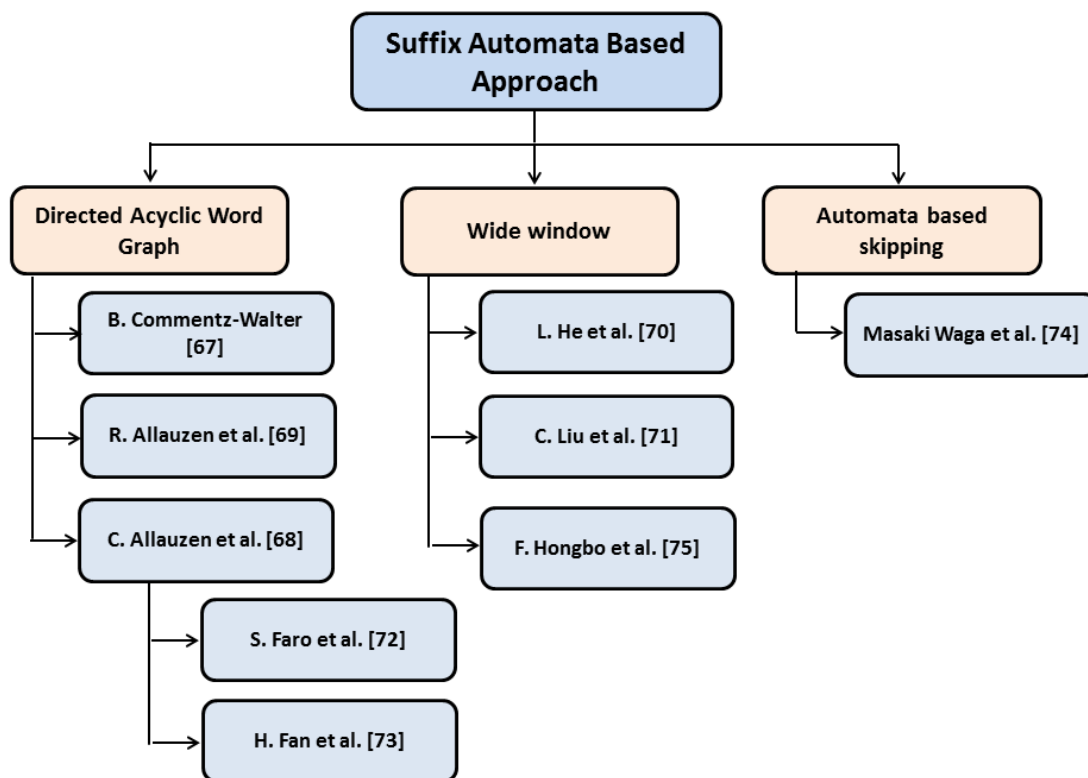 Suffix Automata Based
Approach
Directed Acyclic Word
Graph
B. Commentz-Walter
[67]
R. Allauzen et al. [69]
C. Allauzen et al. [68]
S. Faro et al. [72]
H. Fan et al. [73]
Wide window
L. He et al. [70]
C. Liu et al. [71]
F. Hongbo et al. [75]
Automata based
skipping
Masaki Waga et al. [74]